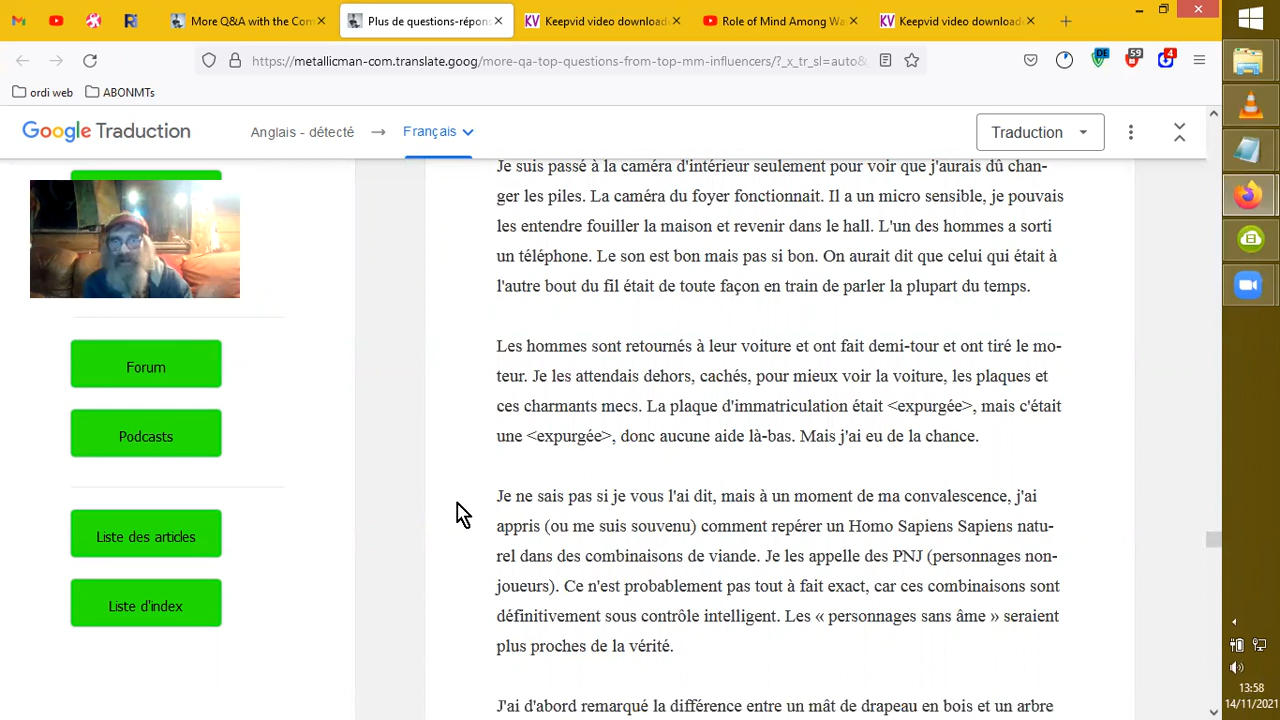 More Q&A with the Com
Plus de questions-répons
Keepvid video download
Role of Mind Among Wa
Keepvid video download
https://metallicman-com.translate.goog/more-qa-top-questions-from-top-mm-influencers/?_x_tr_sl=auto&
DE
59
4
ordi web
ABONMTs
Google Traduction
Anglais - détecté
Français
Traduction
Forum
Podcasts
Liste des articles
Liste d'index
Je suis passé à la caméra d'intérieur seulement pour voir que j'aurais dû chan-
ger les piles. La caméra du foyer fonctionnait. Il a un micro sensible, je pouvais
les entendre fouiller la maison et revenir dans le hall. L'un des hommes a sorti
un téléphone. Le son est bon mais pas si bon. On aurait dit que celui qui était à
l'autre bout du fil était de toute façon en train de parler la plupart du temps.
Les hommes sont retournés à leur voiture et ont fait demi-tour et ont tiré le mo-
teur. Je les attendais dehors, cachés, pour mieux voir la voiture, les plaques et
ces charmants mecs. La plaque d'immatriculation était <expurgée>, mais c'était
une <expurgée>, donc aucune aide là-bas. Mais j'ai eu de la chance.
Je ne sais pas si je vous l'ai dit, mais à un moment de ma convalescence, j'ai
appris (ou me suis souvenu) comment repérer un Homo Sapiens Sapiens natu-
rel dans des combinaisons de viande. Je les appelle des PNJ (personnages non-
joueurs). Ce n'est probablement pas tout à fait exact, car ces combinaisons sont
définitivement sous contrôle intelligent. Les « personnages sans âme » seraient
plus proches de la vérité.
J'ai d'abord remarqué la différence entre un mât de drapeau en bois et un arbre
13:58
14/11/2021